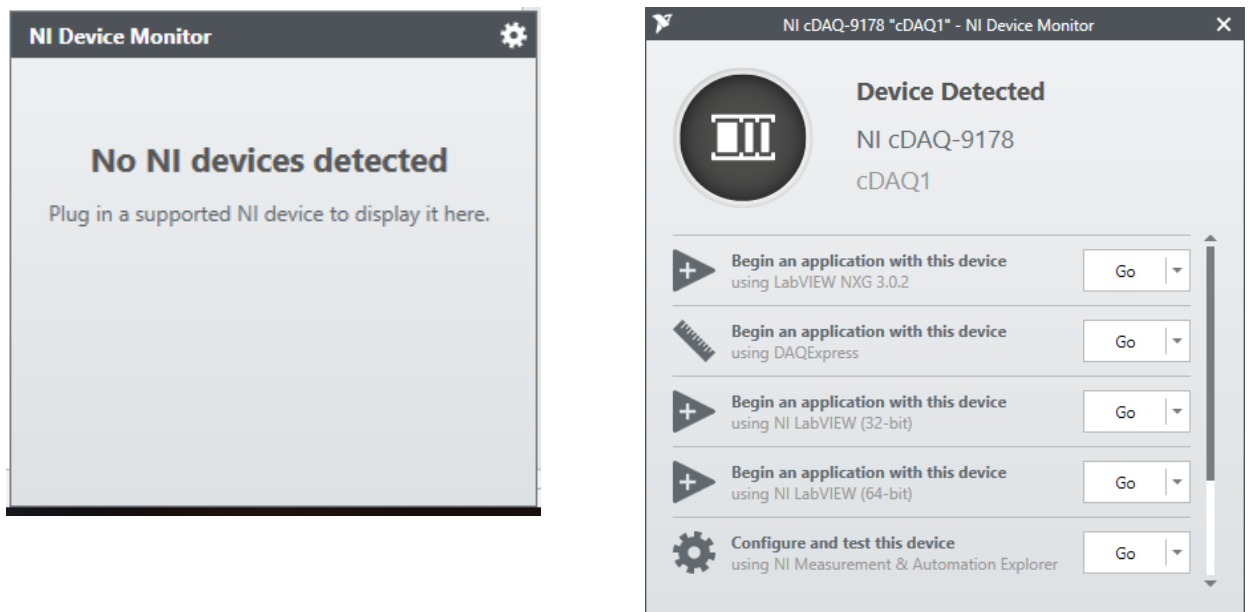 NI Device Monitor
No NI devices detected
Plug in a supported NI device to display it here.
NI cDAQ-9178 "cDAQ1" - NI Device Monitor
Device Detected
NI cDAQ-9178
cDAQ1
Begin an application with this device
using LabVIEW NXG 3.0.2
Go
Begin an application with this device
using DAQExpress
Go
Begin an application with this device
using NI LabVIEW (32-bit)
Go
Begin an application with this device
using NI LabVIEW (64-bit)
Go
Configure and test this device
using NI Measurement & Automation Explorer
Go